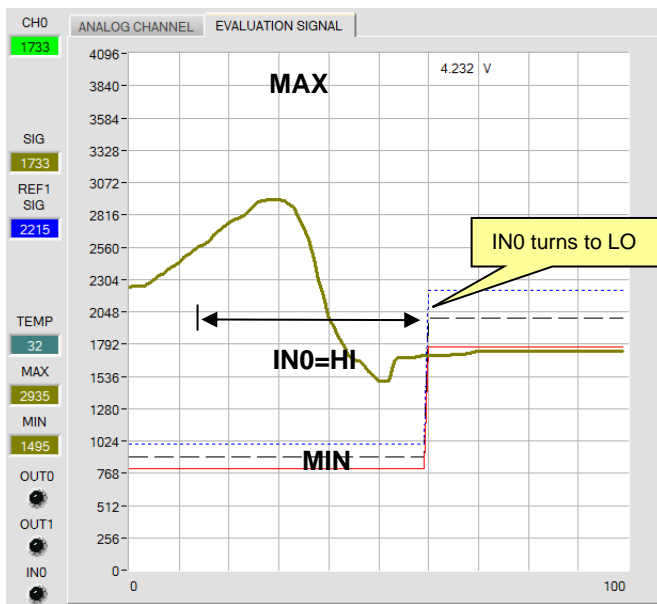 CH0
1733
SIG
1733
REF1
SIG
2215
TEMP
32
MAX
2935
MIN
1495
OUT0
OUT1
IN0
ANALOG CHANNEL
EVALUATION SIGNAL
4096
3840
3584
3328
3072
2816
2560
2304
2048
1792
1536
1280
1024
768
512
256
0
0
100
4.232 V
MAX
IN0 turns to LO
IN0=HI
MIN